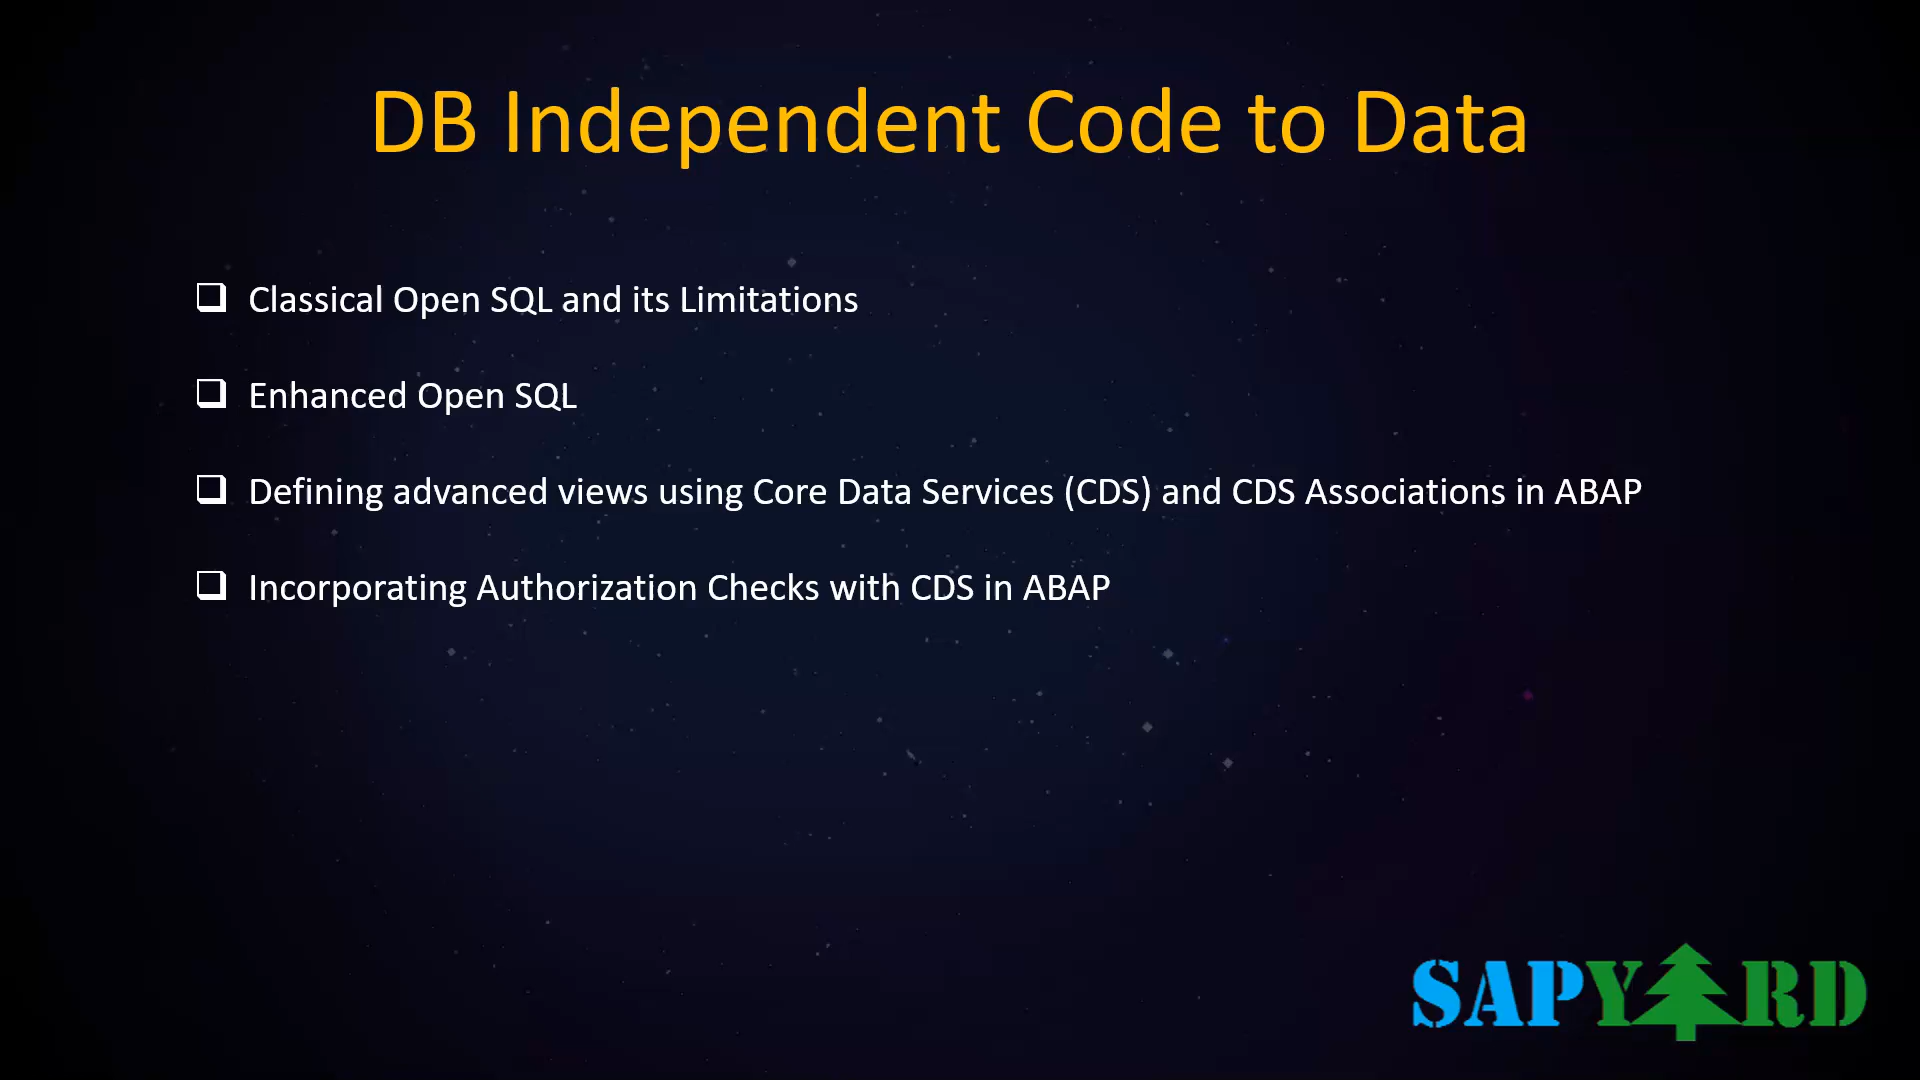 DB Independent Code to Data
Classical Open SQL and its Limitations
Enhanced Open SQL
Defining advanced views using Core Data Services (CDS) and CDS Associations in ABAP
Incorporating Authorization Checks with CDS in ABAP
SAPYARD